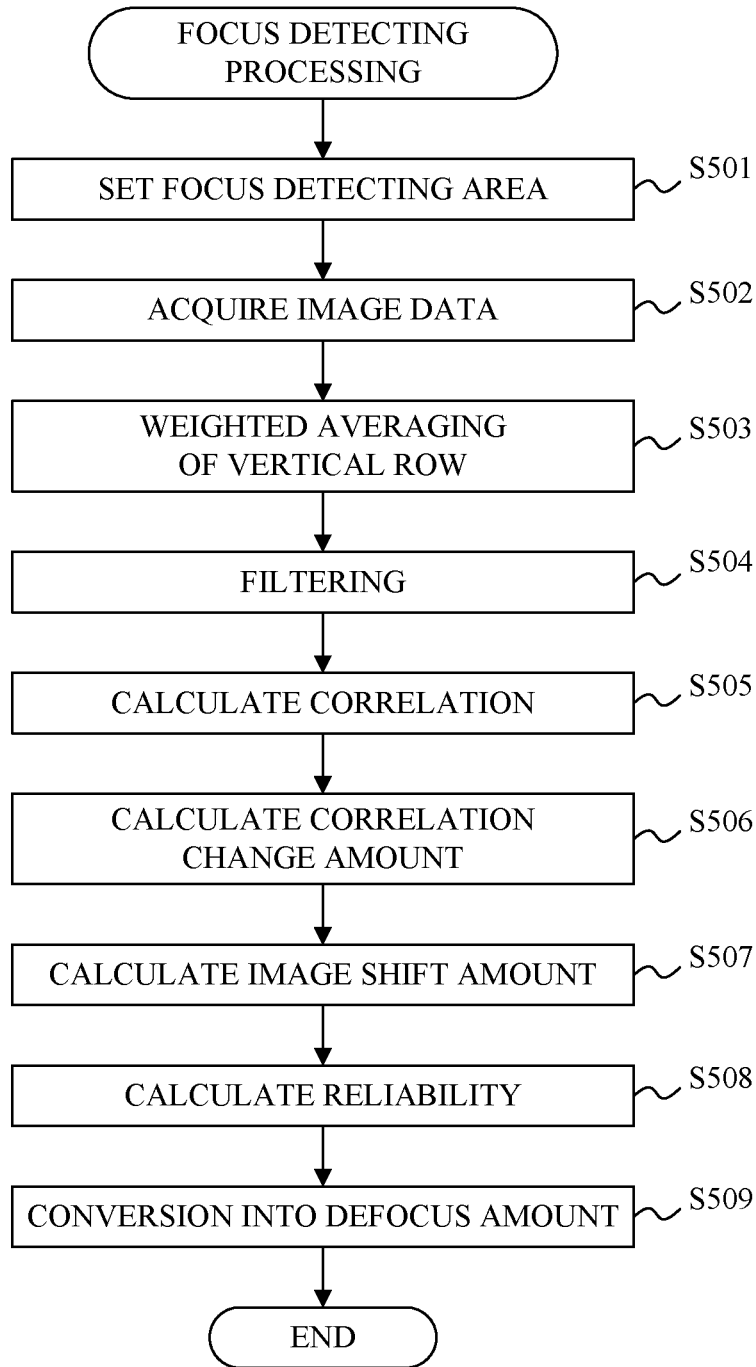 FOCUS DETECTING
PROCESSING
SET FOCUS DETECTING AREA
S501
ACQUIRE IMAGE DATA
S502
WEIGHTED AVERAGING
OF VERTICAL ROW
S503
FILTERING
S504
CALCULATE CORRELATION
S505
CALCULATE CORRELATION
CHANGE AMOUNT
S506
CALCULATE IMAGE SHIFT AMOUNT
S507
CALCULATE RELIABILITY
S508
CONVERSION INTO DEFOCUS AMOUNT
S509
END